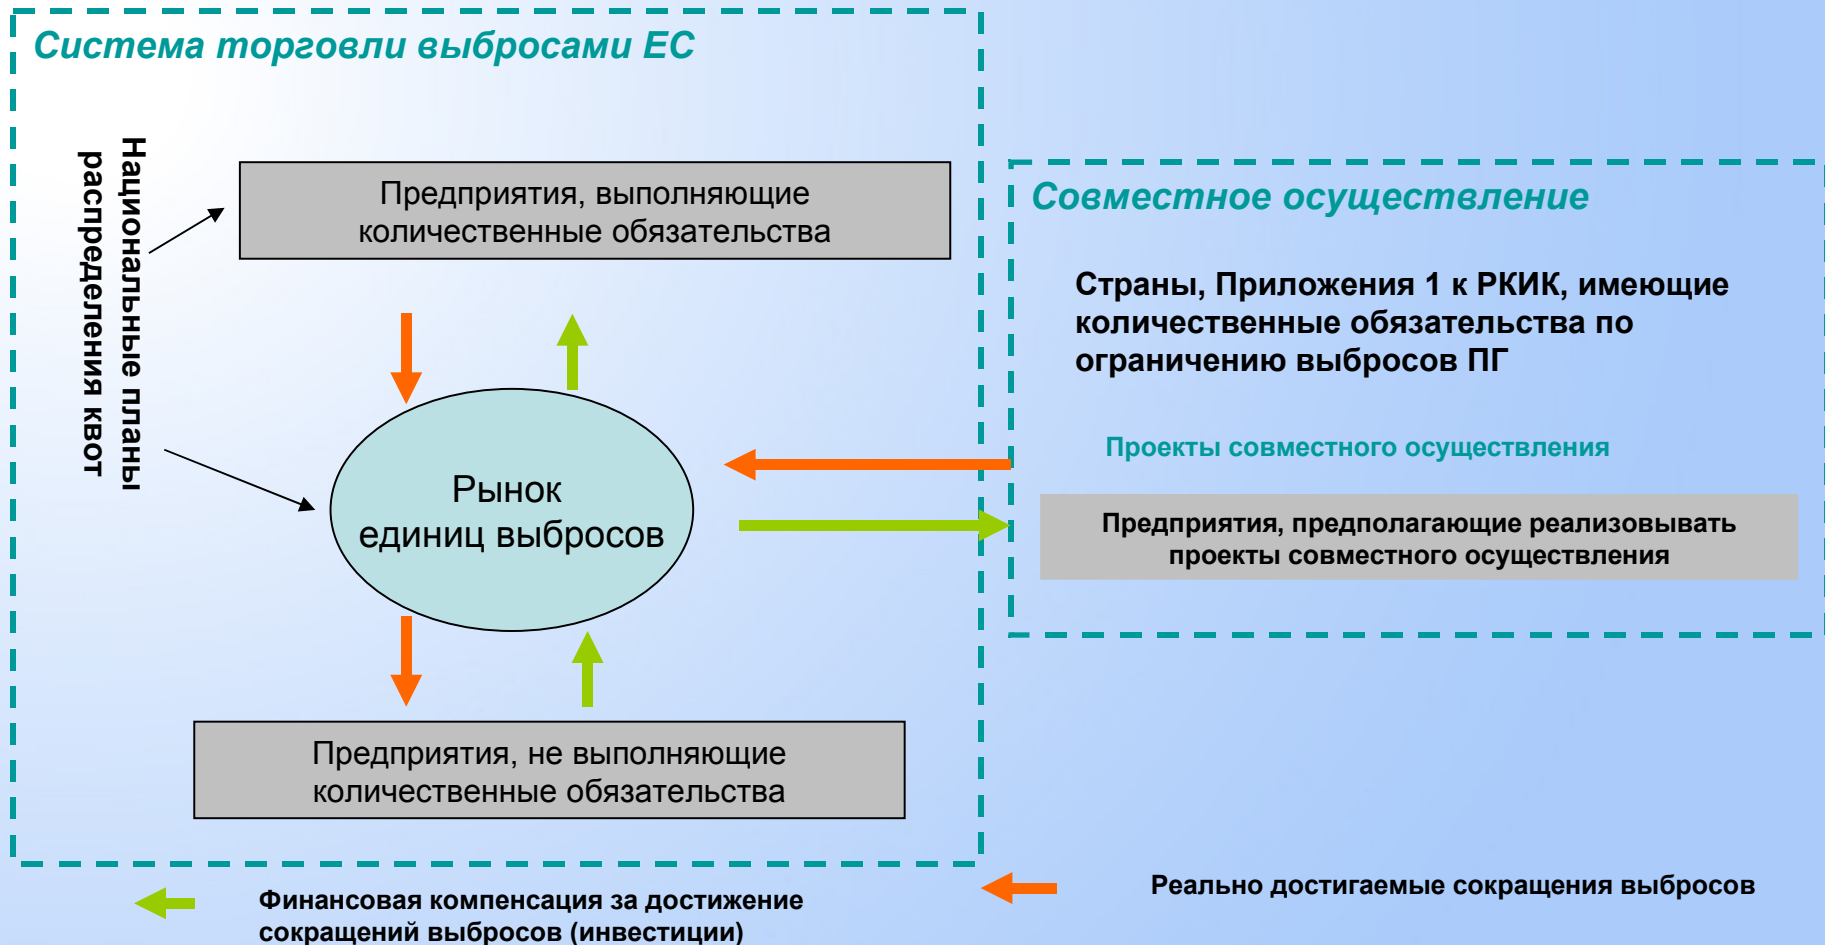 Система торговли выбросами ЕС
Национальные планы
распределения квот
Предприятия, выполняющие
количественные обязательства
Рынок
единиц выбросов
Предприятия, не выполняющие
количественные обязательства
Совместное осуществление
Страны, Приложения 1 к РКИК, имеющие
количественные обязательства по
ограничению выбросов ПГ
Проекты совместного осуществления
Предприятия, предполагающие реализовывать
проекты совместного осуществления
Финансовая компенсация за достижение
сокращений выбросов (инвестиции)
Реально достигаемые сокращения выбросов